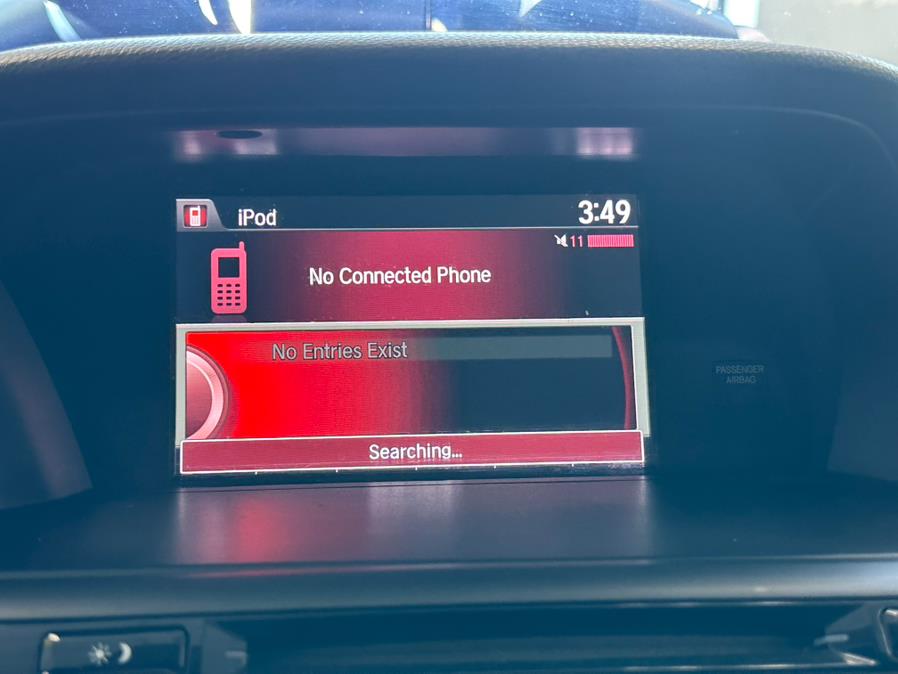 iPod
3:49
11
No Connected Phone
No Entries Exist
Searching...
PASSENGER
AIRBAG